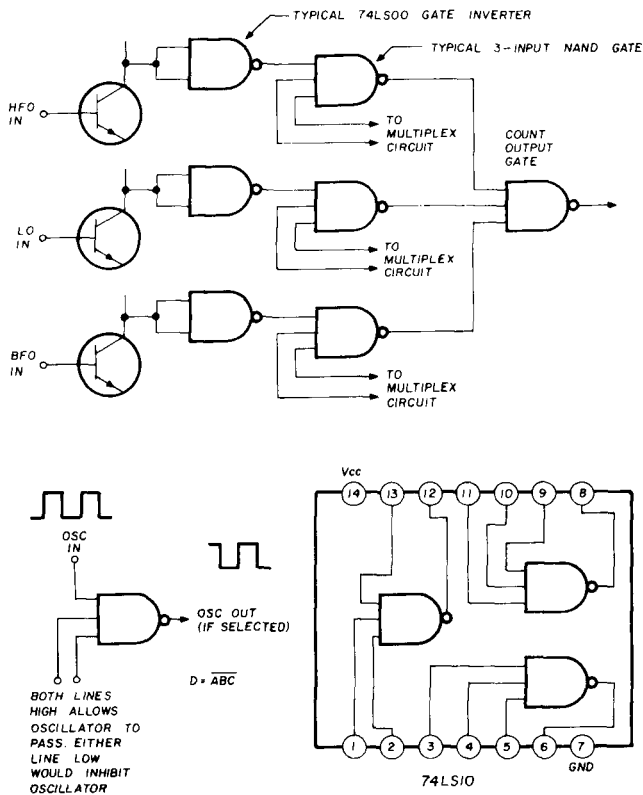 TYPICAL 74LS00 GATE INVERTER
TYPICAL 3-INPUT NAND GATE
HFO
IN
TO
MULTIPLEX
CIRCUIT
COUNT
OUTPUT
GATE
LO
IN
TO
MULTIPLEX
CIRCUIT
BFO
IN
TO
MULTIPLEX
CIRCUIT
OSC
IN
OSC OUT
(IF SELECTED)
D = ABC
BOTH LINES
HIGH ALLOWS
OSCILLATOR TO
PASS. EITHER
LINE LOW
WOULD INHIBIT
OSCILLATOR
Vcc
14 13 12 11 10 9 8
1 2 3 4 5 6 7
GND
74LS10